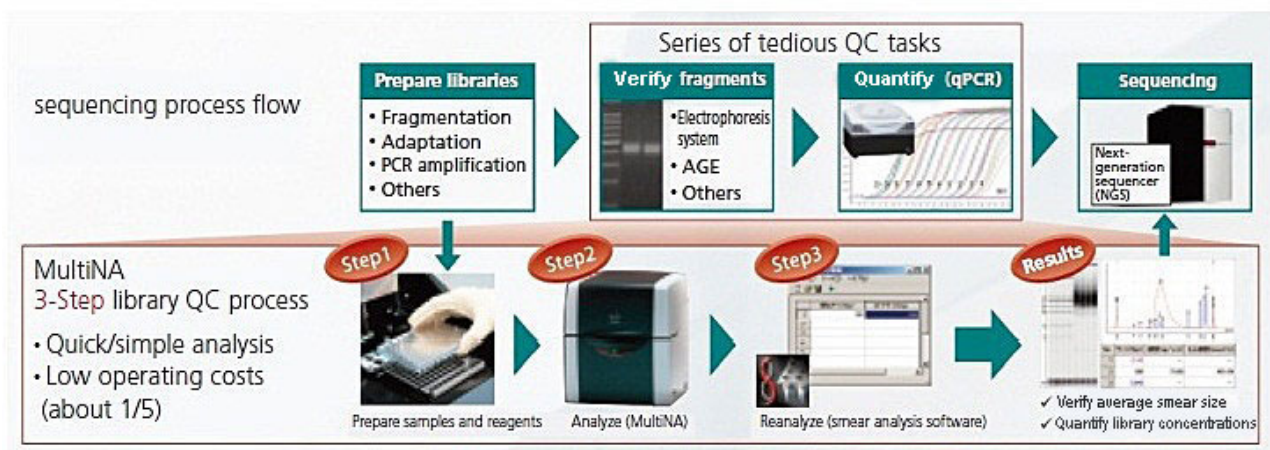 Series of tedious QC tasks
sequencing process flow
Prepare libraries
• Fragmentation
• Adaptation
• PCR amplification
• Others
Verify fragments
• Electrophoresis
system
• AGE
• Others
Quantify (qPCR)
Sequencing
Next-
generation
sequencer
(NGS)
MultiNA
3-Step library QC process
• Quick/simple analysis
• Low operating costs
(about 1/5)
Step1
Prepare samples and reagents
Step2
Analyze (MultiNA)
Step3
Reanalyze (smear analysis software)
Results
✓ Verify average smear size
✓ Quantify library concentrations